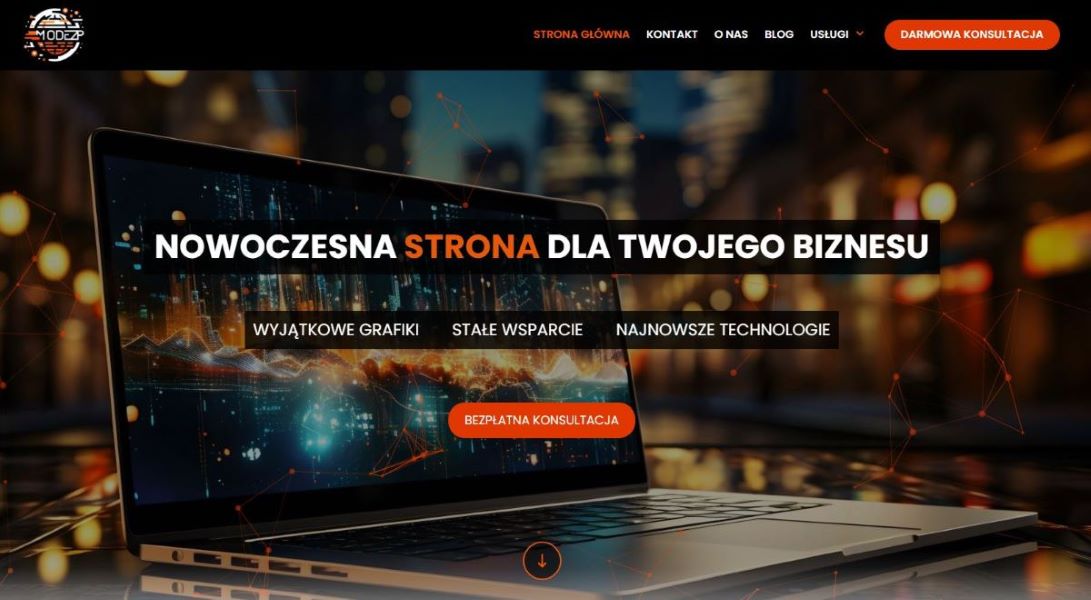 MODEZP
STRONA GŁÓWNA KONTAKT O NAS BLOG USŁUGI DARMOWA KONSULTACJA
NOWOCZESNA STRONA DLA TWOJEGO BIZNESU
WYJĄTKOWE GRAFIKI STAŁE WSPARCIE NAJNOWSZE TECHNOLOGIE
BEZPŁATNA KONSULTACJA